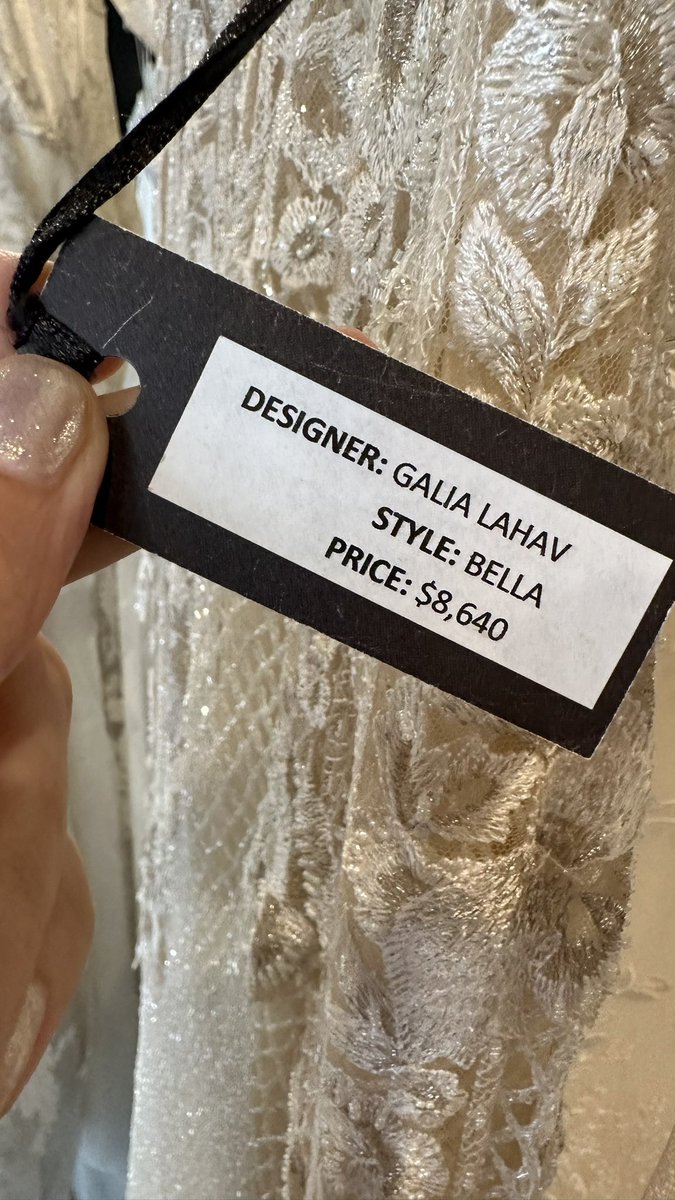 DESIGNER: GALIA LAHAV
STYLE: BELLA
PRICE: $8,640